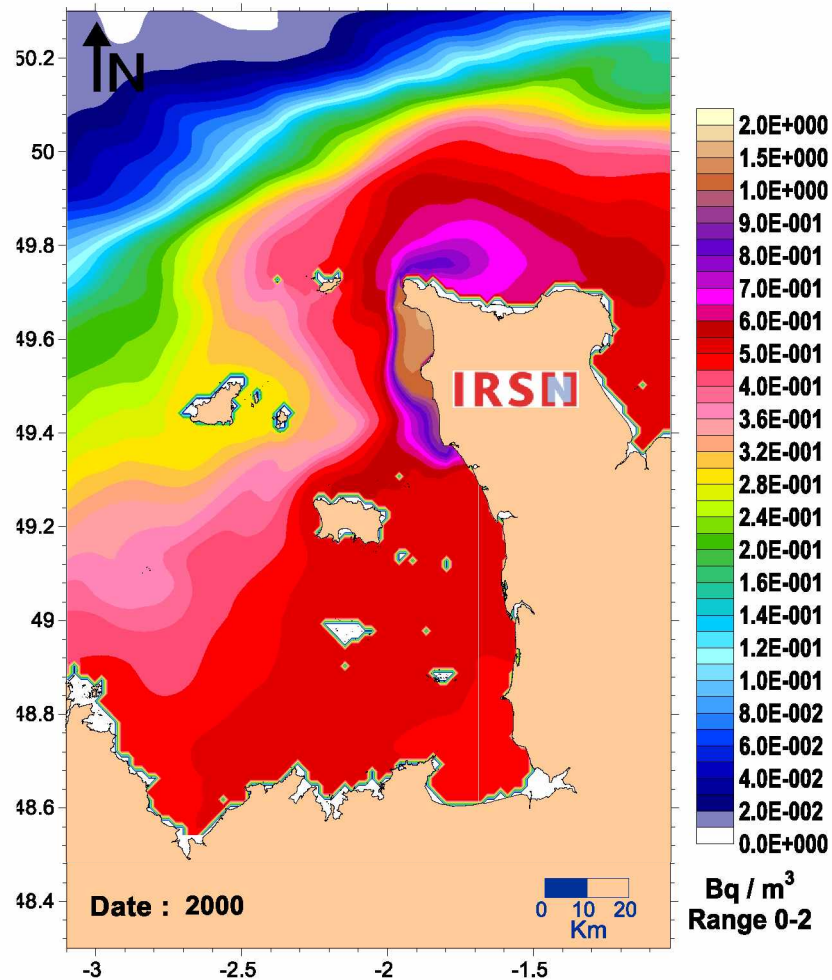 50.2
50
49.8
49.6
49.4
49.2
49
48.8
48.6
48.4
-3
-2.5
-2
-1.5
N
IRSN
Date : 2000
0 10 20
Km
2.0E+000
1.5E+000
1.0E+000
9.0E-001
8.0E-001
7.0E-001
6.0E-001
5.0E-001
4.0E-001
3.6E-001
3.2E-001
2.8E-001
2.4E-001
2.0E-001
1.6E-001
1.2E-001
1.0E-001
8.0E-002
6.0E-002
4.0E-002
2.0E-002
0.0E+000
Bq / m³
Range 0-2